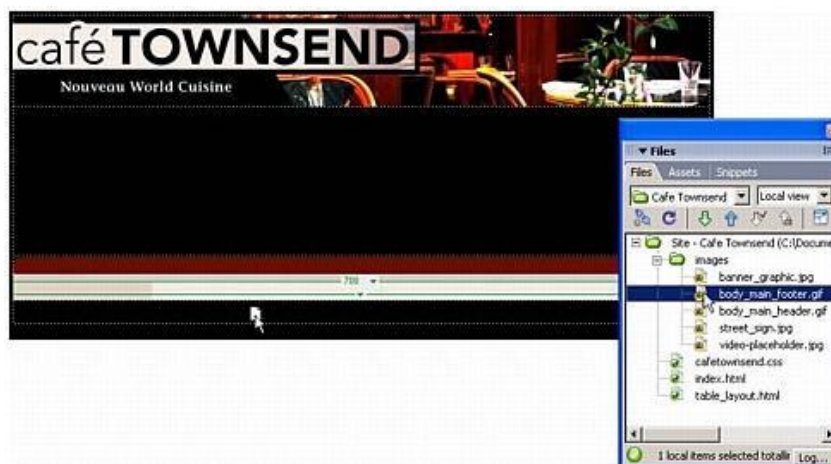 café TOWNSEND
Nouveau World Cuisine
700
Files
Files Assets Snippets
Cafe Townsend Local view
Site - Cafe Townsend (C:\Docume
images
banner_graphic.jpg
body_main_footer.gif
body_main_header.gif
street_sign.jpg
video-placeholder.jpg
cafetownsend.css
index.html
table_layout.html
1 local items selected totallir Log...